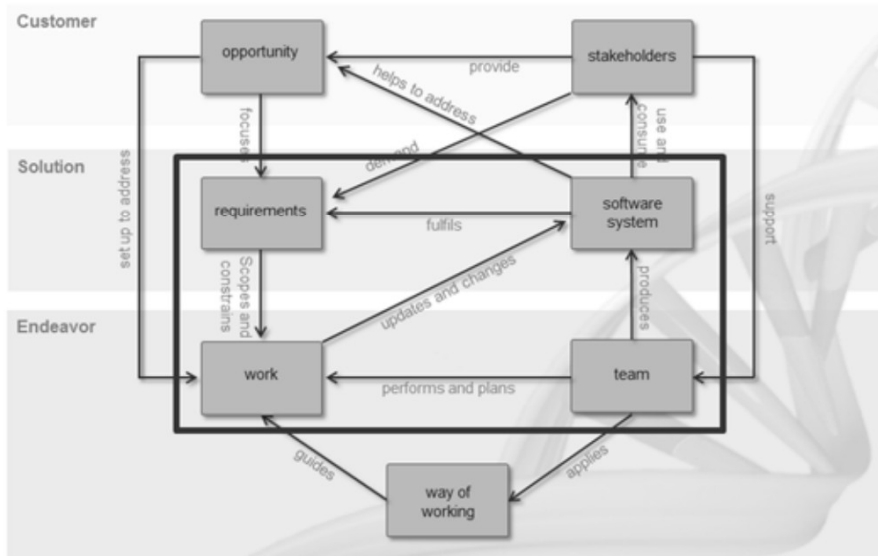 Customer
opportunity
stakeholders
provide
helps to address
focuses
demand
use and
consume
Solution
requirements
software
system
fulfils
set up to address
support
Scopes and
constrains
updates and changes
produces
Endeavor
work
team
performs and plans
guides
applies
way of
working